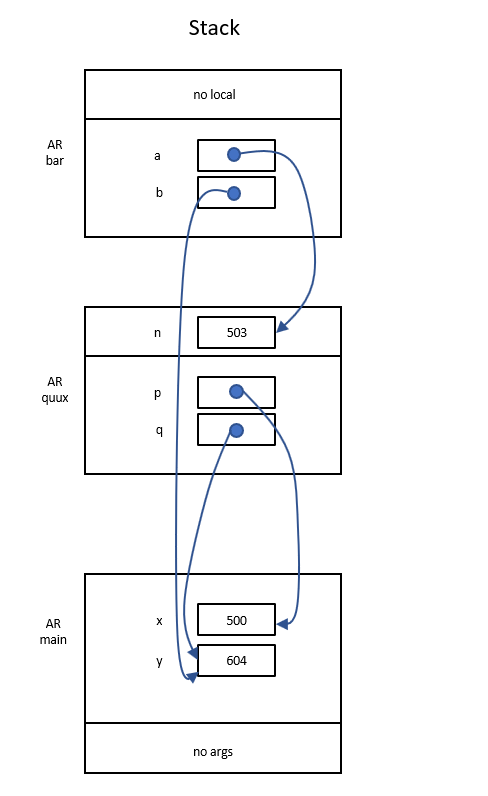 Stack
no local
AR
bar
a
b
n 503
AR
quux
p
q
AR
main
x 500
y 604
no args